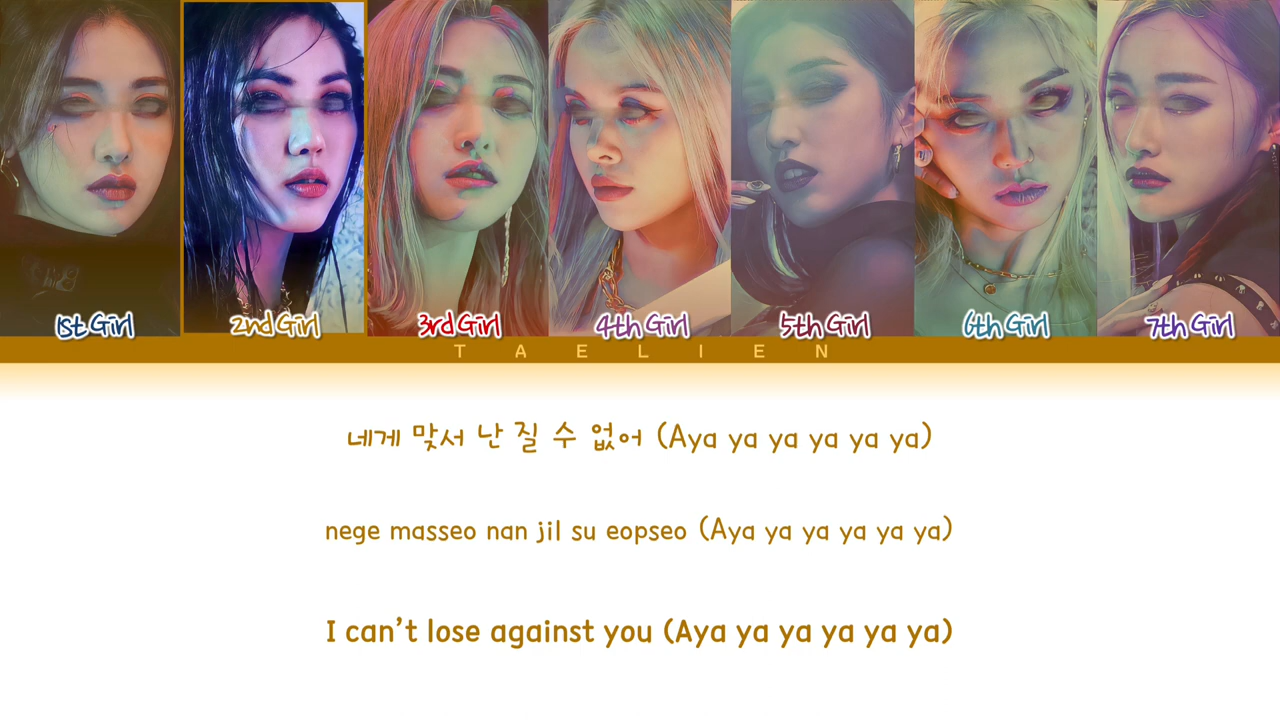 1st Girl
2nd Girl
3rd Girl
4th Girl
5th Girl
6th Girl
7th Girl
TAELIEN
네게 맞서 난 질 수 없어 (Aya ya ya ya ya ya)
nege masseo nan jil su eopseo (Aya ya ya ya ya ya)
I can’t lose against you (Aya ya ya ya ya ya)